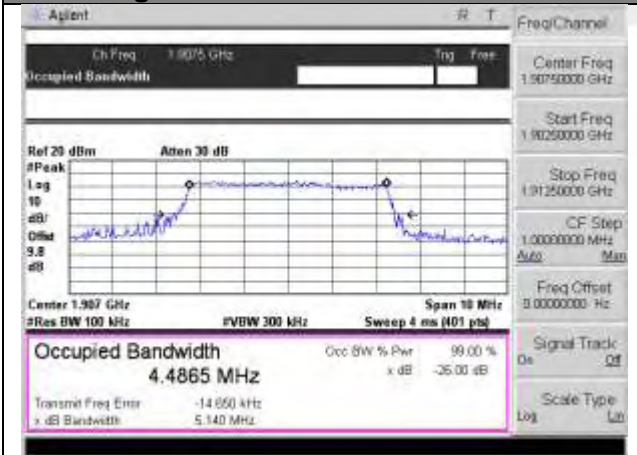 Agilent R T
Ch Freq 1.9075 GHz Trig Free
Occupied Bandwidth
Ref 20 dBm Atten 30 dB
#Peak
Log
10
dB/
Offst
9.8
dB
Center 1.907 GHz Span 10 MHz
#Res BW 100 kHz #VBW 300 kHz Sweep 4 ms (401 pts)
Occupied Bandwidth Occ BW % Pwr 99.00 %
4.4865 MHz x dB -26.00 dB
Transmit Freq Error -14.650 kHz
x dB Bandwidth 5.140 MHz
Freq/Channel
Center Freq
1.90750000 GHz
Start Freq
1.90250000 GHz
Stop Freq
1.91250000 GHz
CF Step
1.00000000 MHz
Auto Man
Freq Offset
0.00000000 Hz
Signal Track
On Off
Scale Type
Log Lin